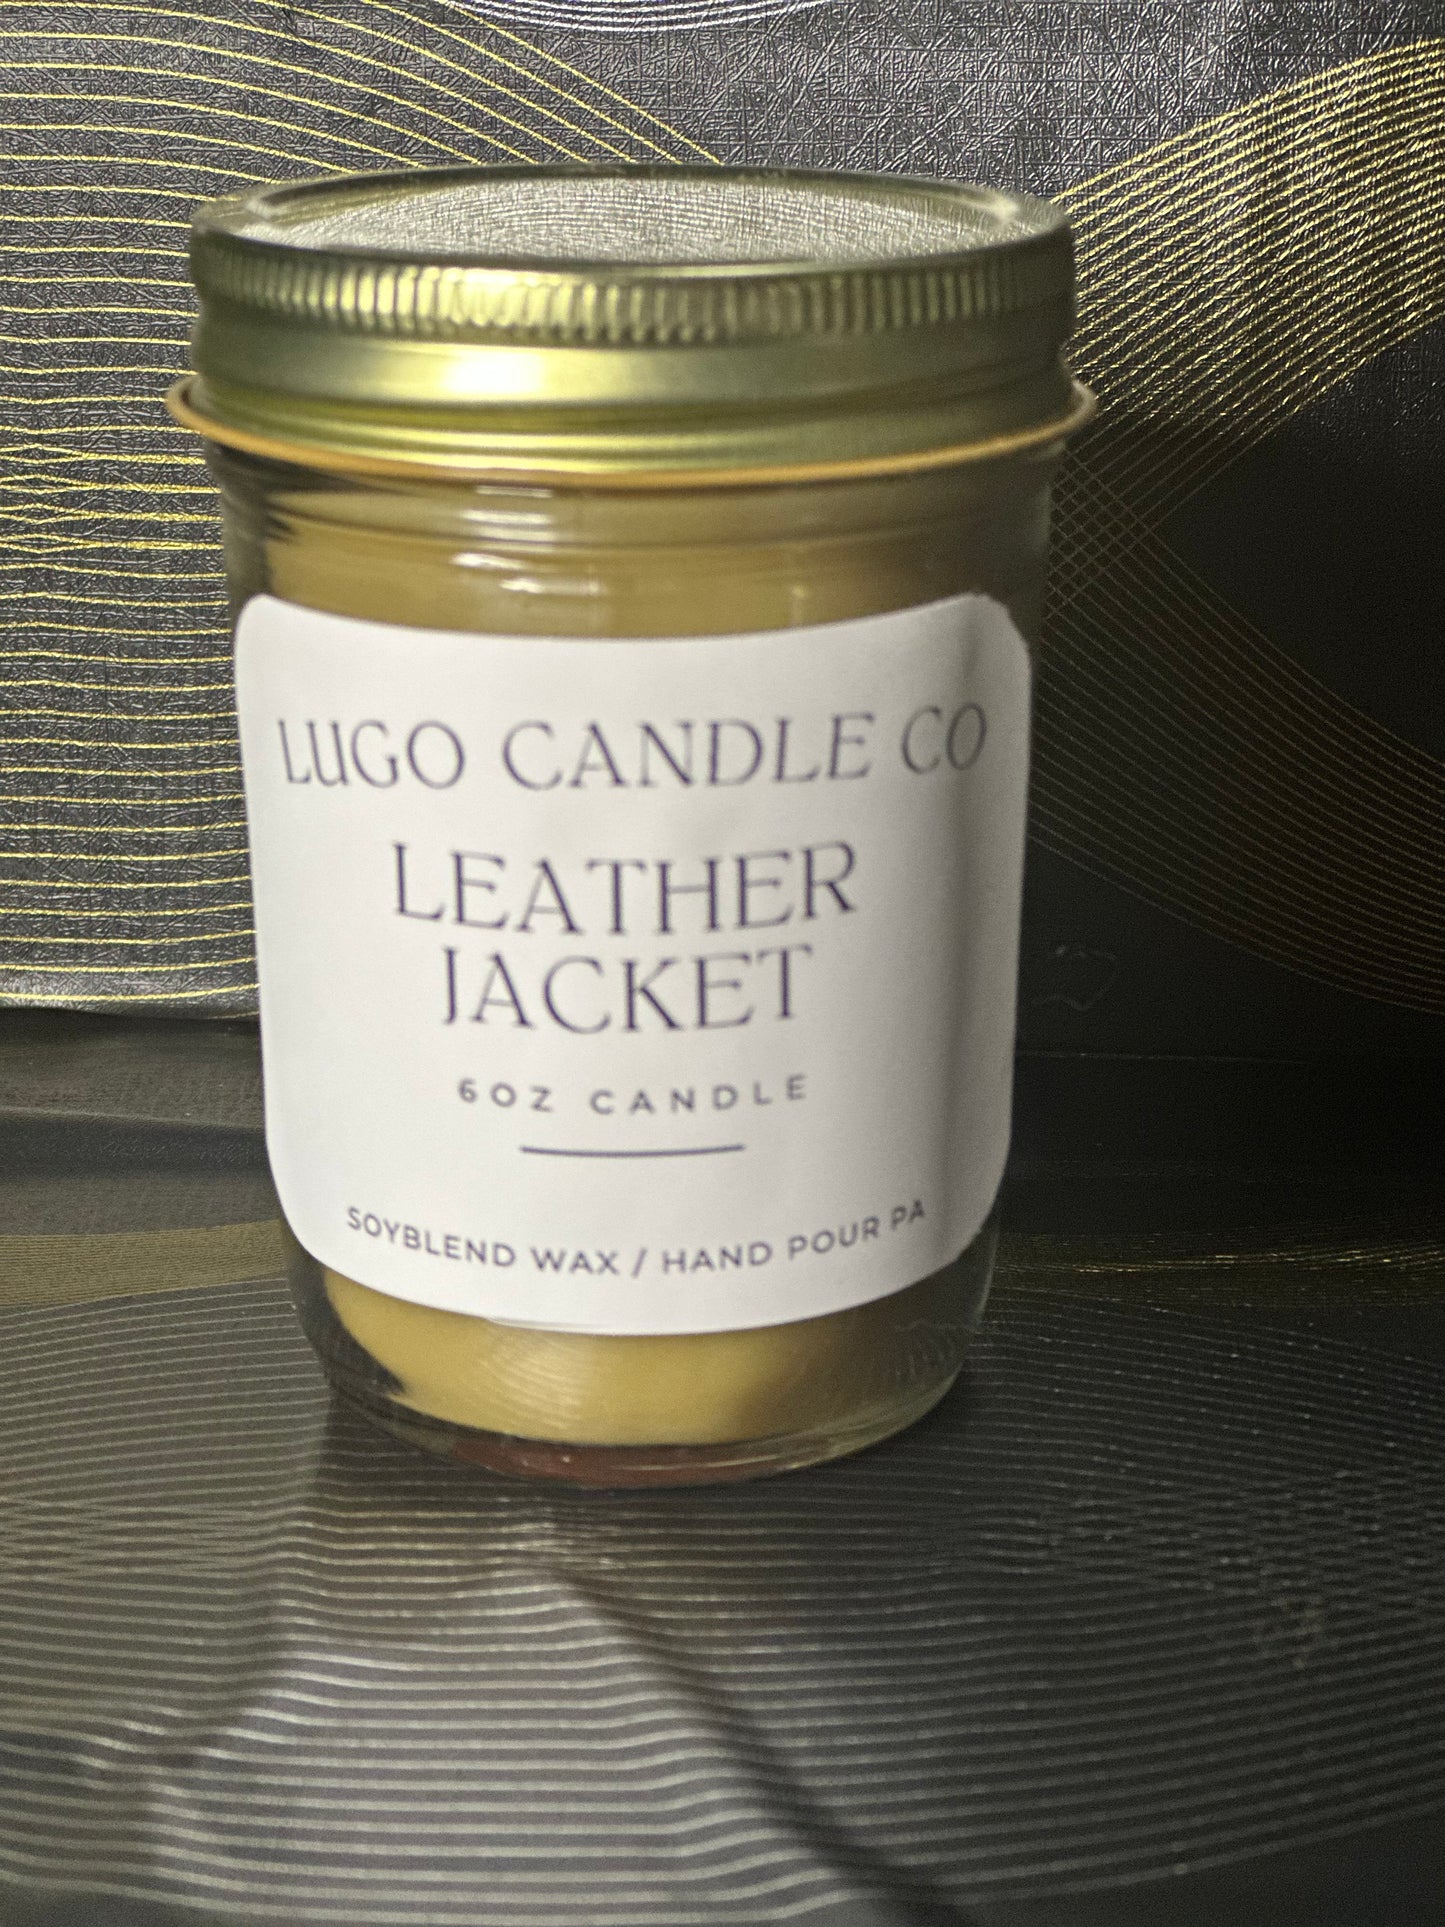 LUGO CANDLE CO
LEATHER
JACKET
6OZ CANDLE
SOYBLEND WAX / HAND POUR PA